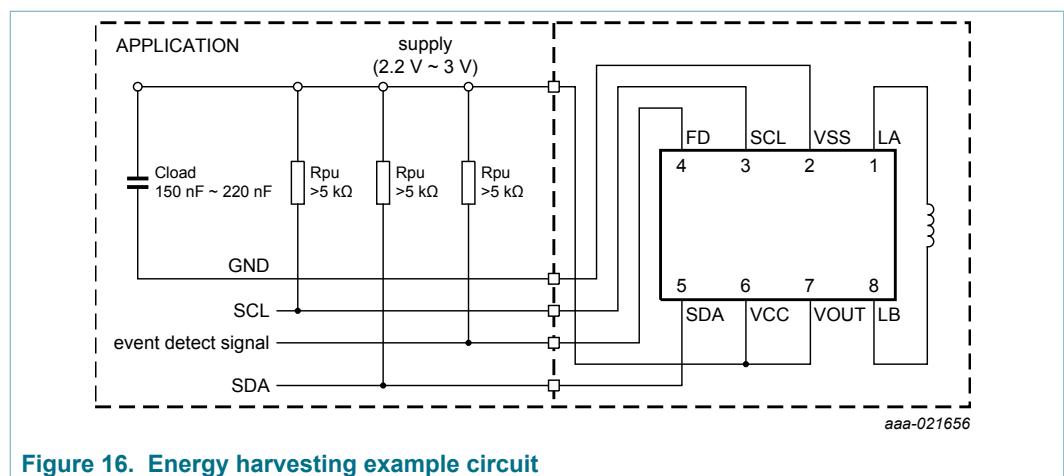 APPLICATION
supply
(2.2 V ~ 3 V)
Cload
150 nF ~ 220 nF
Rpu
>5 kΩ
Rpu
>5 kΩ
Rpu
>5 kΩ
GND
SCL
event detect signal
SDA
FD SCL VSS LA
4 3 2 1
5 6 7 8
SDA VCC VOUT LB
aaa-021656
Figure 16. Energy harvesting example circuit